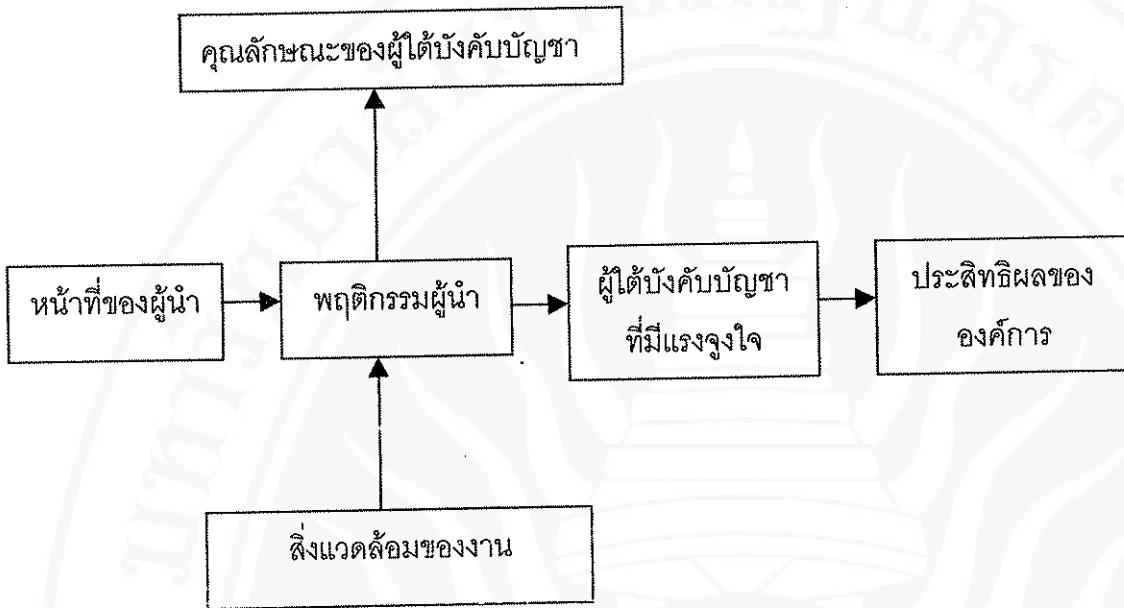 คุณลักษณะของผู้ใต้บังคับบัญชา
หน้าที่ของผู้นำ
พฤติกรรมผู้นำ
ผู้ใต้บังคับบัญชา
ที่มีแรงจูงใจ
ประสิทธิผลของ
องค์การ
สิ่งแวดล้อมของงาน